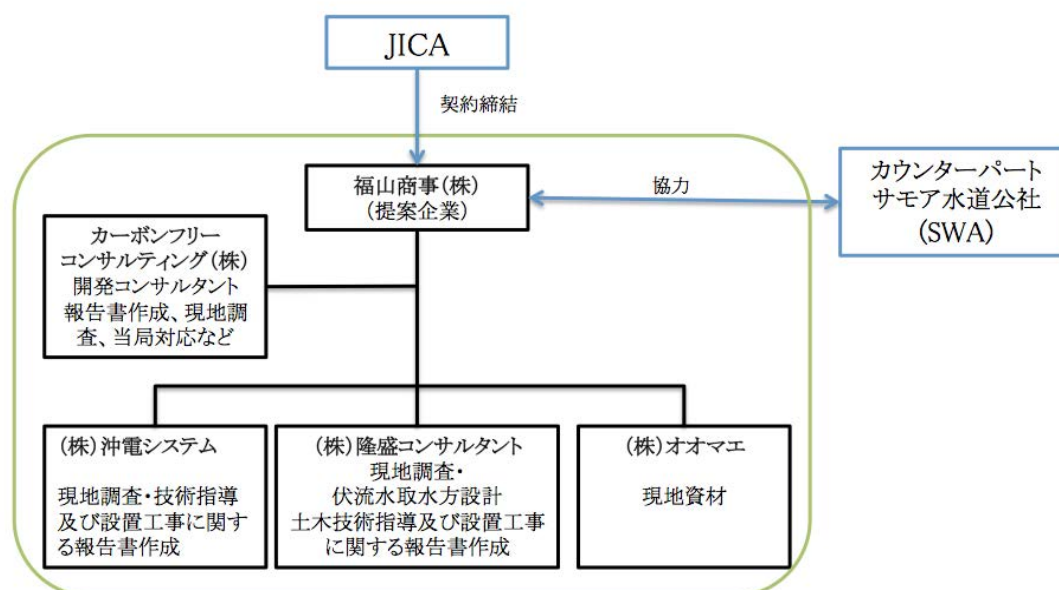 JICA
契約締結
福山商事(株)
(提案企業)
協力
カウンターパート
サモア水道公社
(SWA)
カーボンフリー
コンサルティング(株)
開発コンサルタント
報告書作成、現地調
査、当局対応など
(株)沖電システム
現地調査・技術指導
及び設置工事に関す
る報告書作成
(株)隆盛コンサルタント
現地調査・
伏流水取水方設計
土木技術指導及び設置工事
に関する報告書作成
(株)オオマエ
現地資材